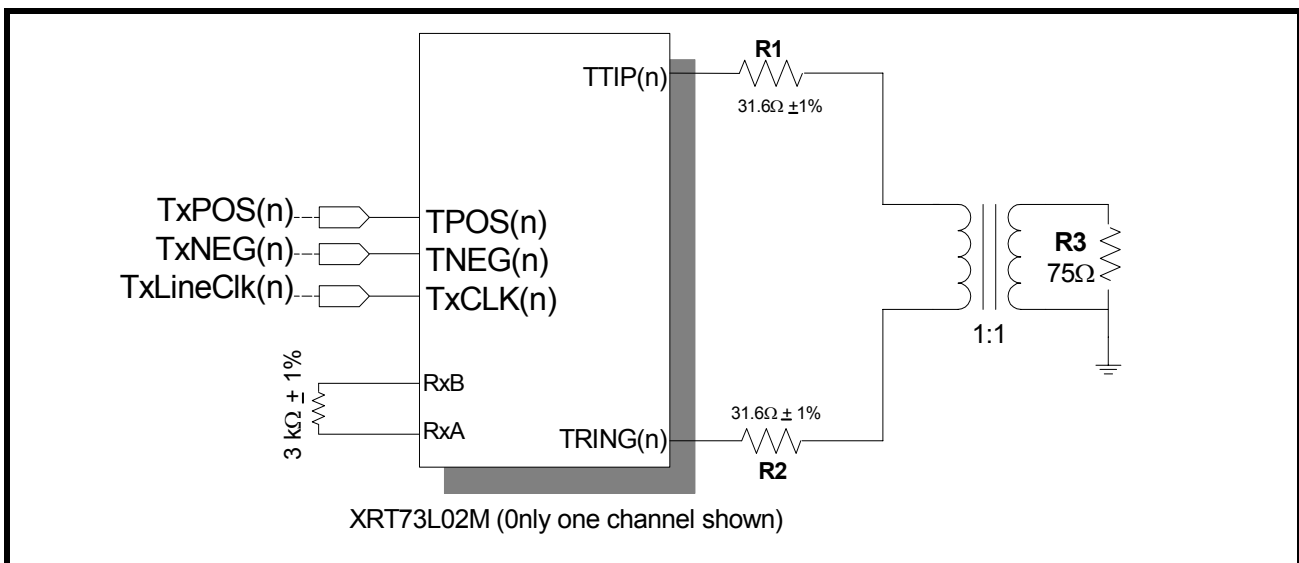 R1
TTIP(n)
31.6Ω ±1%
TxPOS(n)
TPOS(n)
TxNEG(n)
TNEG(n)
TxLineClk(n)
TxCLK(n)
R3
75Ω
1:1
3 kΩ ± 1%
RxB
RxA
31.6Ω ± 1%
TRING(n)
R2
XRT73L02M (0nly one channel shown)